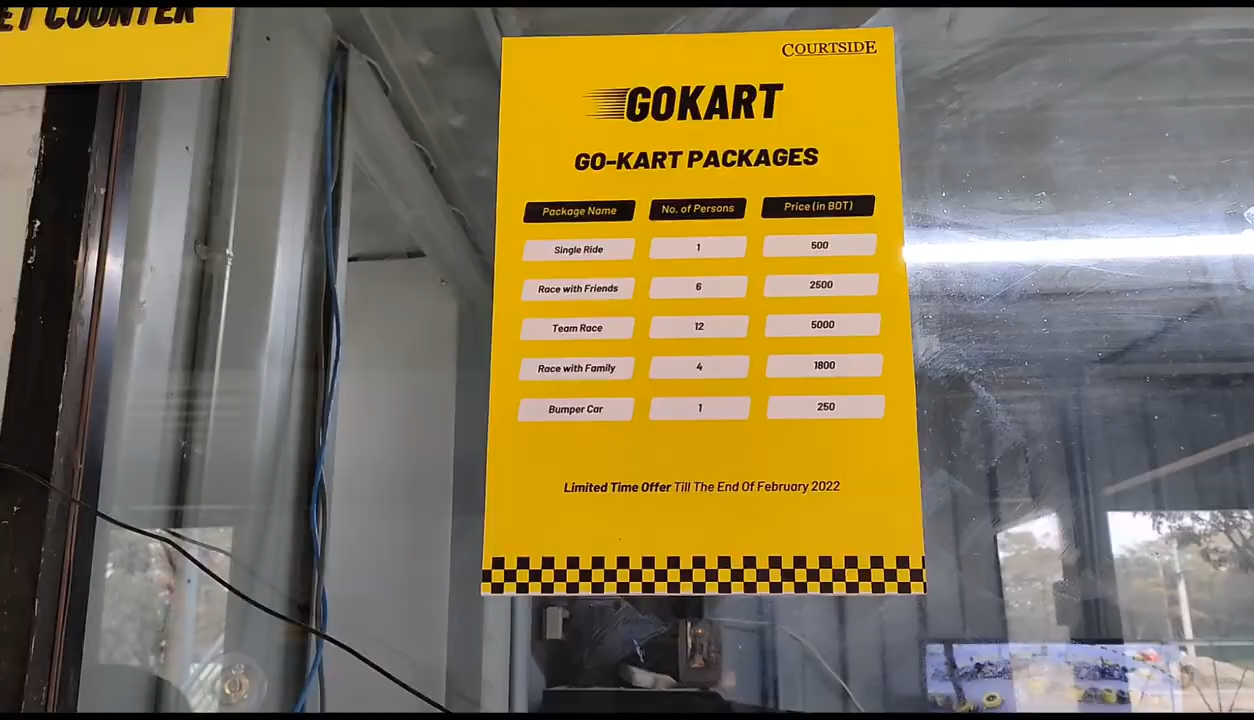 ET COUNTER
COURTSIDE
GOKART
GO-KART PACKAGES
Package Name No. of Persons Price (in BDT)
Single Ride 1 500
Race with Friends 6 2500
Team Race 12 5000
Race with Family 4 1800
Bumper Car 1 250
Limited Time Offer Till The End Of February 2022